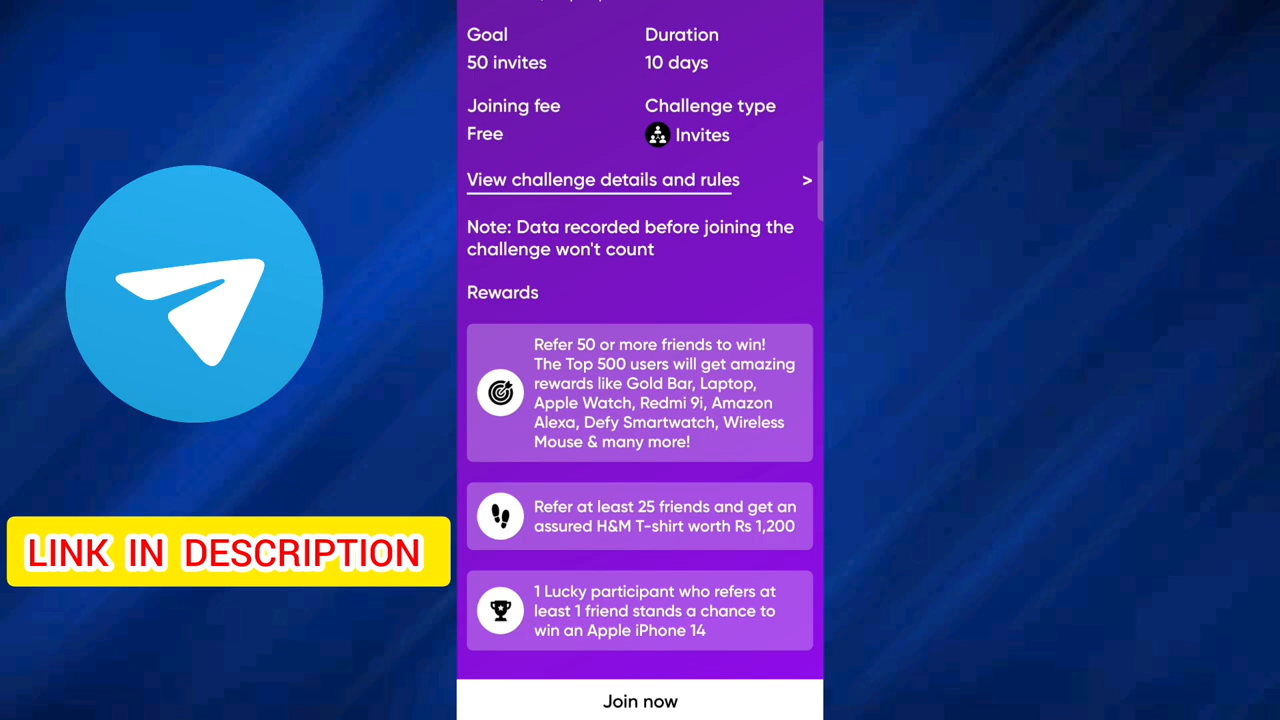 Goal
Duration
50 invites
10 days
Joining fee
Challenge type
Free
Invites
View challenge details and rules >
Note: Data recorded before joining the
challenge won't count
Rewards
Refer 50 or more friends to win!
The Top 500 users will get amazing
rewards like Gold Bar, Laptop,
Apple Watch, Redmi 9i, Amazon
Alexa, Defy Smartwatch, Wireless
Mouse & many more!
Refer at least 25 friends and get an
assured H&M T-shirt worth Rs 1,200
1 Lucky participant who refers at
least 1 friend stands a chance to
win an Apple iPhone 14
Join now
LINK IN DESCRIPTION